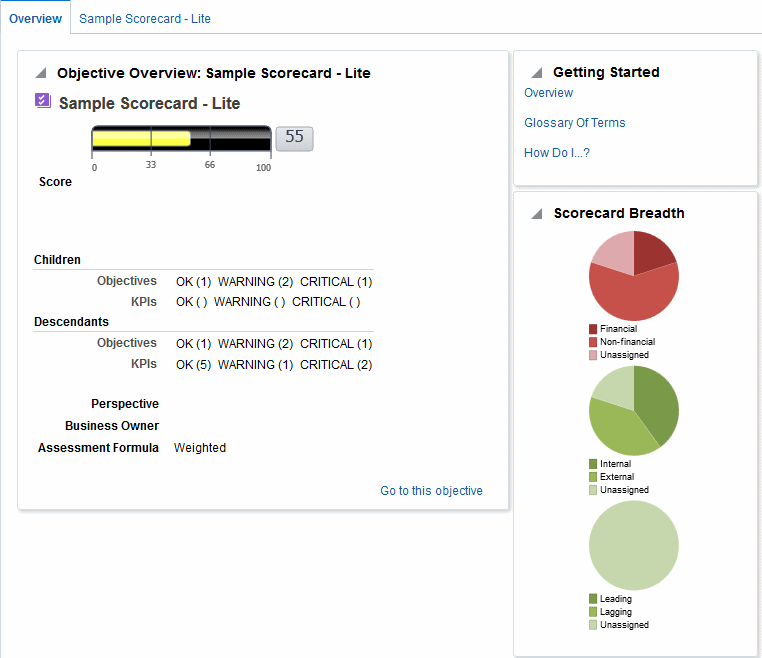 Overview Sample Scorecard - Lite
Objective Overview: Sample Scorecard - Lite
Sample Scorecard - Lite
55
0 33 66 100
Score
Children
Objectives OK (1) WARNING (2) CRITICAL (1)
KPIs OK ( ) WARNING ( ) CRITICAL ( )
Descendants
Objectives OK (1) WARNING (2) CRITICAL (1)
KPIs OK (5) WARNING (1) CRITICAL (2)
Perspective
Business Owner
Assessment Formula Weighted
Go to this objective
Getting Started
Overview
Glossary Of Terms
How Do I...?
Scorecard Breadth
Financial
Non-financial
Unassigned
Internal
External
Unassigned
Leading
Lagging
Unassigned